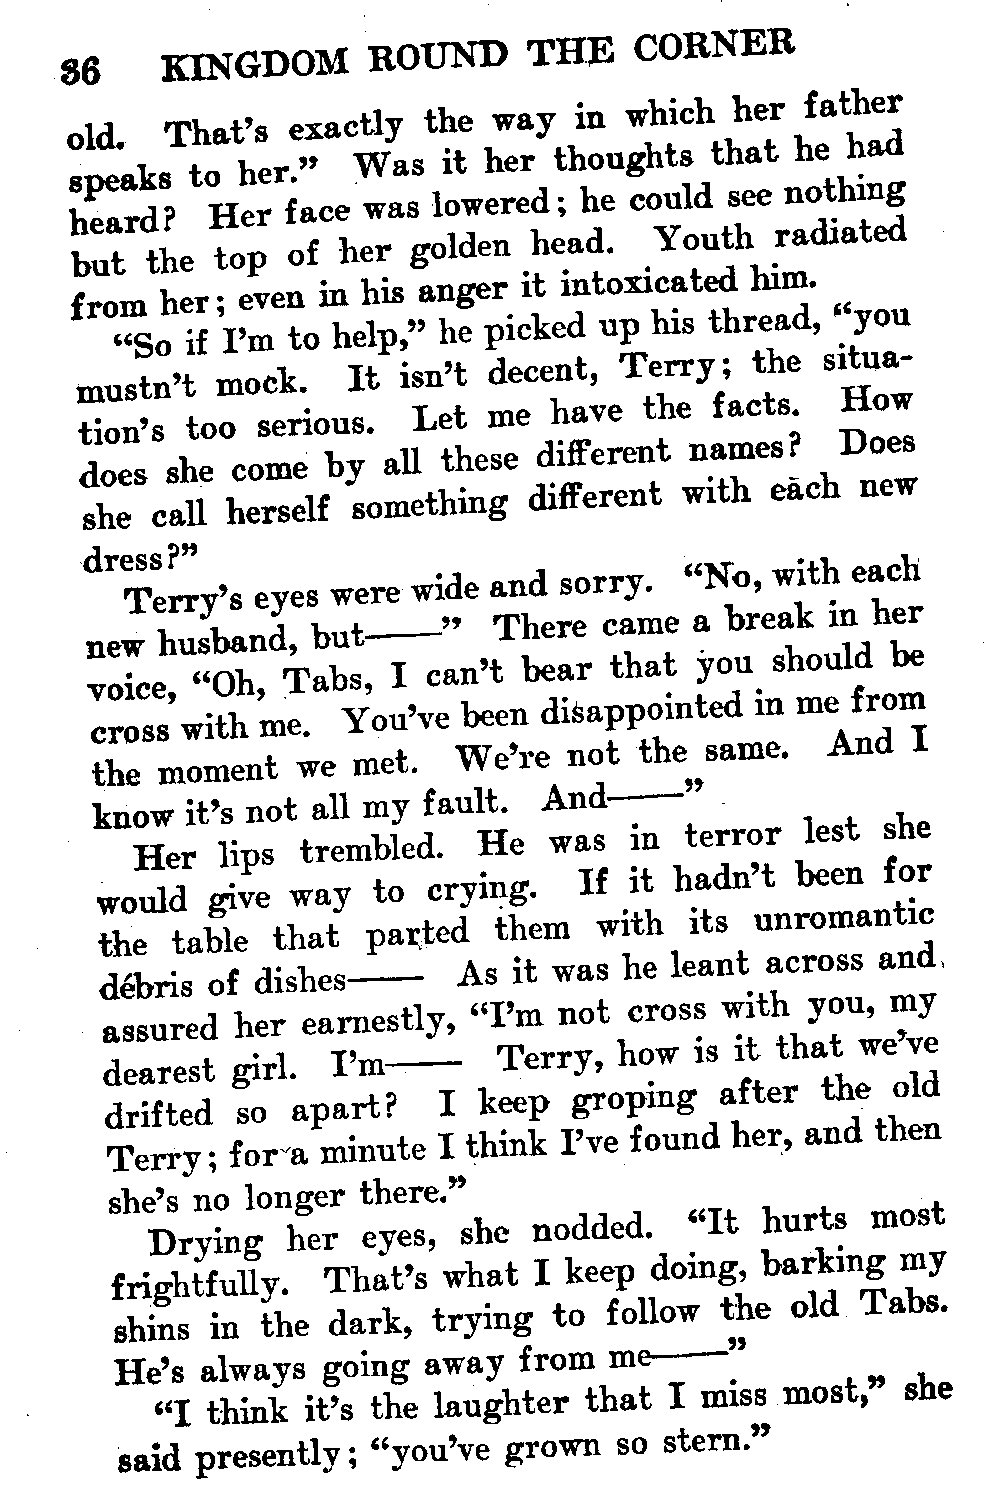 36 KINGDOM ROUND THE CORNER
old. That's exactly the way in which her father
speaks to her.” Was it her thoughts that he had
heard? Her face was lowered; he could see nothing
but the top of her golden head. Youth radiated
from her; even in his anger it intoxicated him.
“So if I'm to help,” he picked up his thread, “you
mustn't mock. It isn't decent, Terry; the situa-
tion's too serious. Let me have the facts. How
does she come by all these different names? Does
she call herself something different with each new
dress?”
Terry's eyes were wide and sorry. “No, with each
new husband, but——” There came a break in her
voice, “Oh, Tabs, I can't bear that you should be
cross with me. You've been disappointed in me from
the moment we met. We're not the same. And I
know it's not all my fault. And——”
Her lips trembled. He was in terror lest she
would give way to crying. If it hadn't been for
the table that parted them with its unromantic
débris of dishes—— As it was he leant across and
assured her earnestly, “I'm not cross with you, my
dearest girl. I'm—— Terry, how is it that we've
drifted so apart? I keep groping after the old
Terry; for a minute I think I've found her, and then
she's no longer there.”
Drying her eyes, she nodded. “It hurts most
frightfully. That's what I keep doing, barking my
shins in the dark, trying to follow the old Tabs.
He's always going away from me——”
“I think it's the laughter that I miss most,” she
said presently; “you've grown so stern.”